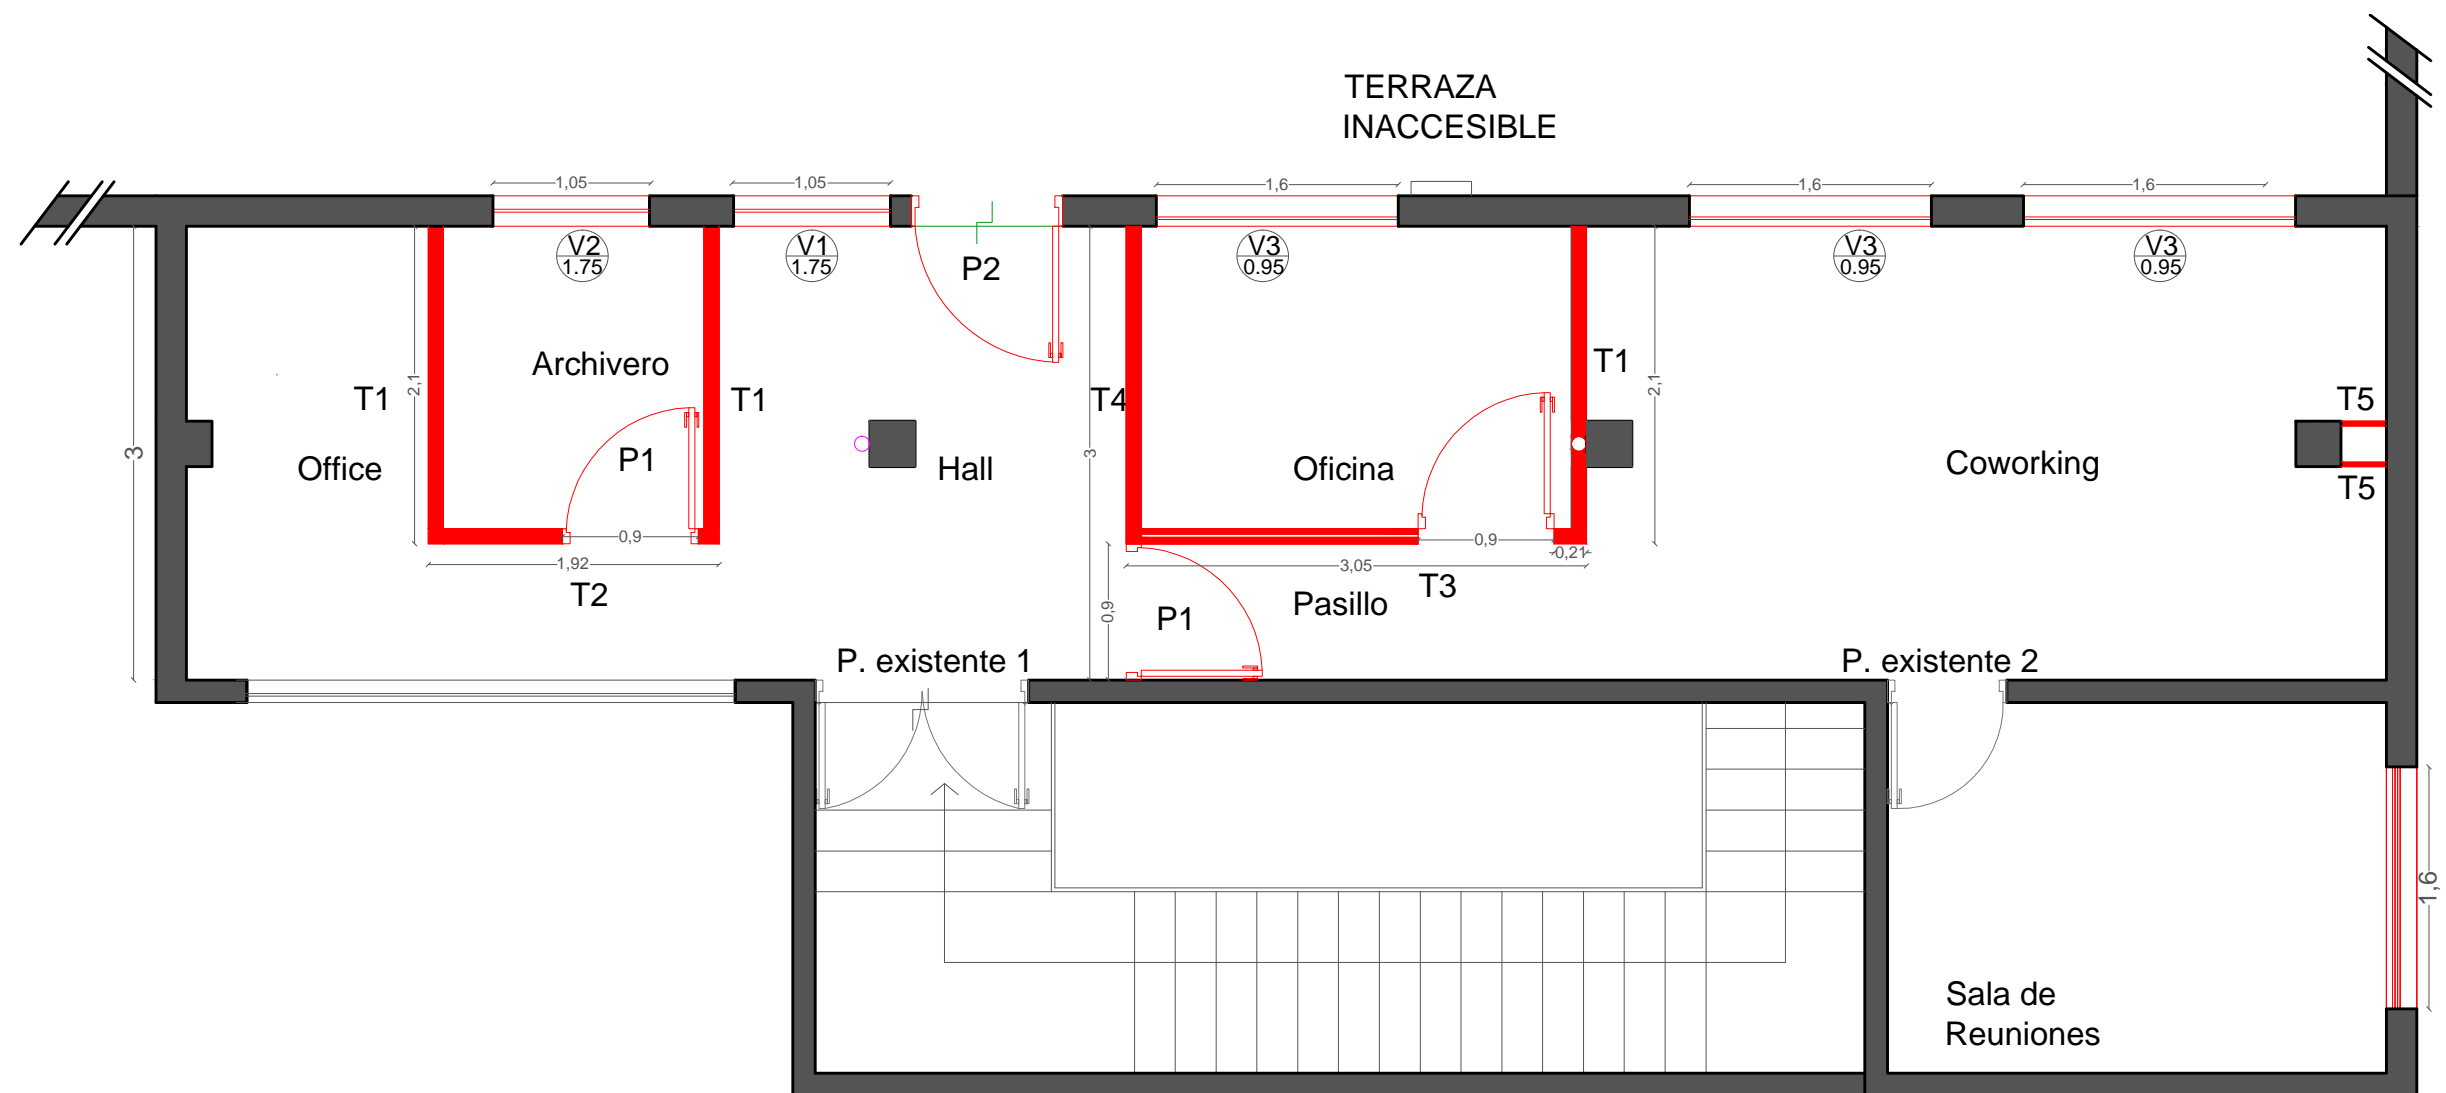 TERRAZA
INACCESIBLE
1,05
1,05
1,6
1,6
1,6
V2
1.75
V1
1.75
P2
V3
0.95
V3
0.95
V3
0.95
Archivero
T1
2,1
T1
T4
T1
2,1
T5
T5
3
Office
P1
Hall
3
Oficina
Coworking
0,9
0,9
0,21
1,92
3,05
T2
T3
0,9
P1
Pasillo
P. existente 1
P. existente 2
1,6
Sala de
Reuniones